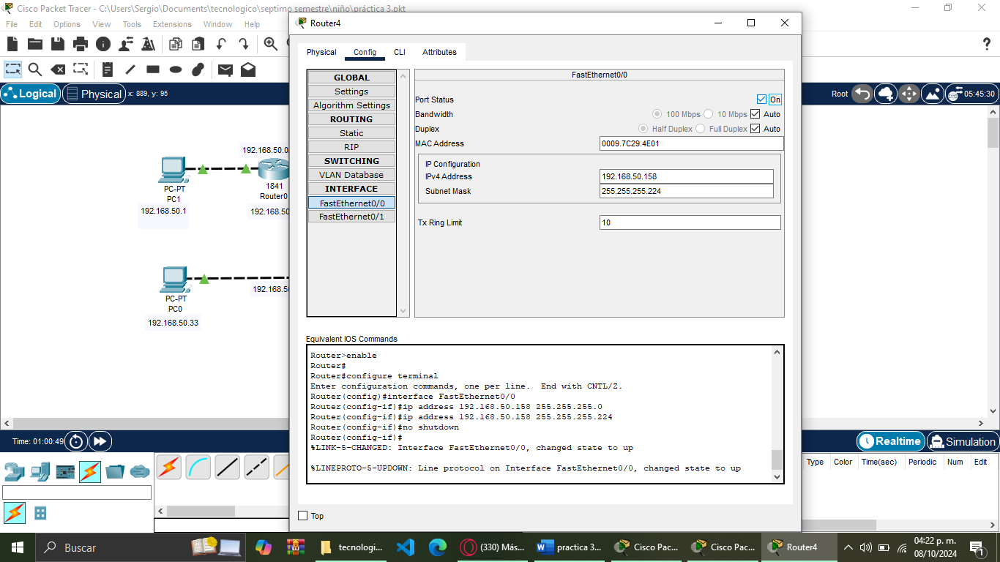 Cisco Packet Tracer - C:\Users\Sergio\Documents\tecnologico\septimo semestre\niño\práctica 3.pkt
File Edit Options View Tools Extensions Window Help
Logical Physical x: 889, y: 95
Root 05:45:30
192.168.50.0
PC-PT
PC1
192.168.50.1
1841
Router0
192.168.50
PC-PT
PC0
192.168.50.33
192.168.50
Router4
Physical Config CLI Attributes
GLOBAL
Settings
Algorithm Settings
ROUTING
Static
RIP
SWITCHING
VLAN Database
INTERFACE
FastEthernet0/0
FastEthernet0/1
FastEthernet0/0
Port Status On
Bandwidth 100 Mbps 10 Mbps Auto
Duplex Half Duplex Full Duplex Auto
MAC Address 0009.7C29.4E01
IP Configuration
IPv4 Address 192.168.50.158
Subnet Mask 255.255.255.224
Tx Ring Limit 10
Equivalent IOS Commands
Router>enable
Router#
Router#configure terminal
Enter configuration commands, one per line. End with CNTL/Z.
Router(config)#interface FastEthernet0/0
Router(config-if)#ip address 192.168.50.158 255.255.255.0
Router(config-if)#ip address 192.168.50.158 255.255.255.224
Router(config-if)#no shutdown
Router(config-if)#
%LINK-5-CHANGED: Interface FastEthernet0/0, changed state to up
%LINEPROTO-5-UPDOWN: Line protocol on Interface FastEthernet0/0, changed state to up
Top
Time: 01:00:49
Realtime Simulation
Type Color Time(sec) Periodic Num Edit
Buscar
tecnologi...
(330) Más...
practica 3...
Cisco Pac...
Cisco Pac...
Router4
04:22 p. m.
08/10/2024
1